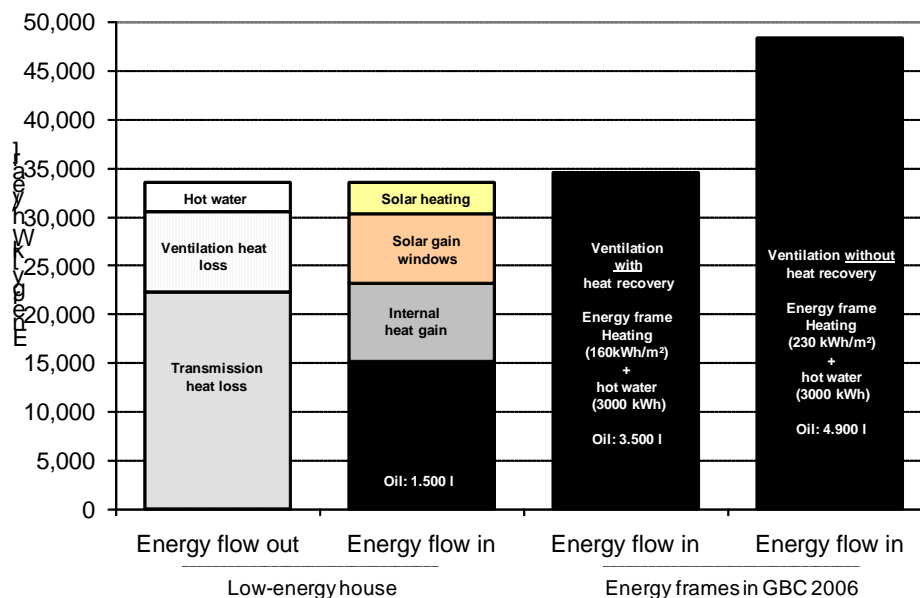 50,000
45,000
40,000
35,000
30,000
25,000
20,000
15,000
10,000
5,000
0
Energy [kWh/year]
Hot water
Ventilation heat
loss
Transmission
heat loss
Solar heating
Solar gain
windows
Internal
heat gain
Oil: 1.500 l
Ventilation
with
heat recovery
Energy frame
Heating
(160kWh/m²)
+
hot water
(3000 kWh)
Oil: 3.500 l
Ventilation without
heat recovery
Energy frame
Heating
(230 kWh/m²)
+
hot water
(3000 kWh)
Oil: 4.900 l
Energy flow out
Energy flow in
Energy flow in
Energy flow in
Low-energy house
Energy frames in GBC 2006